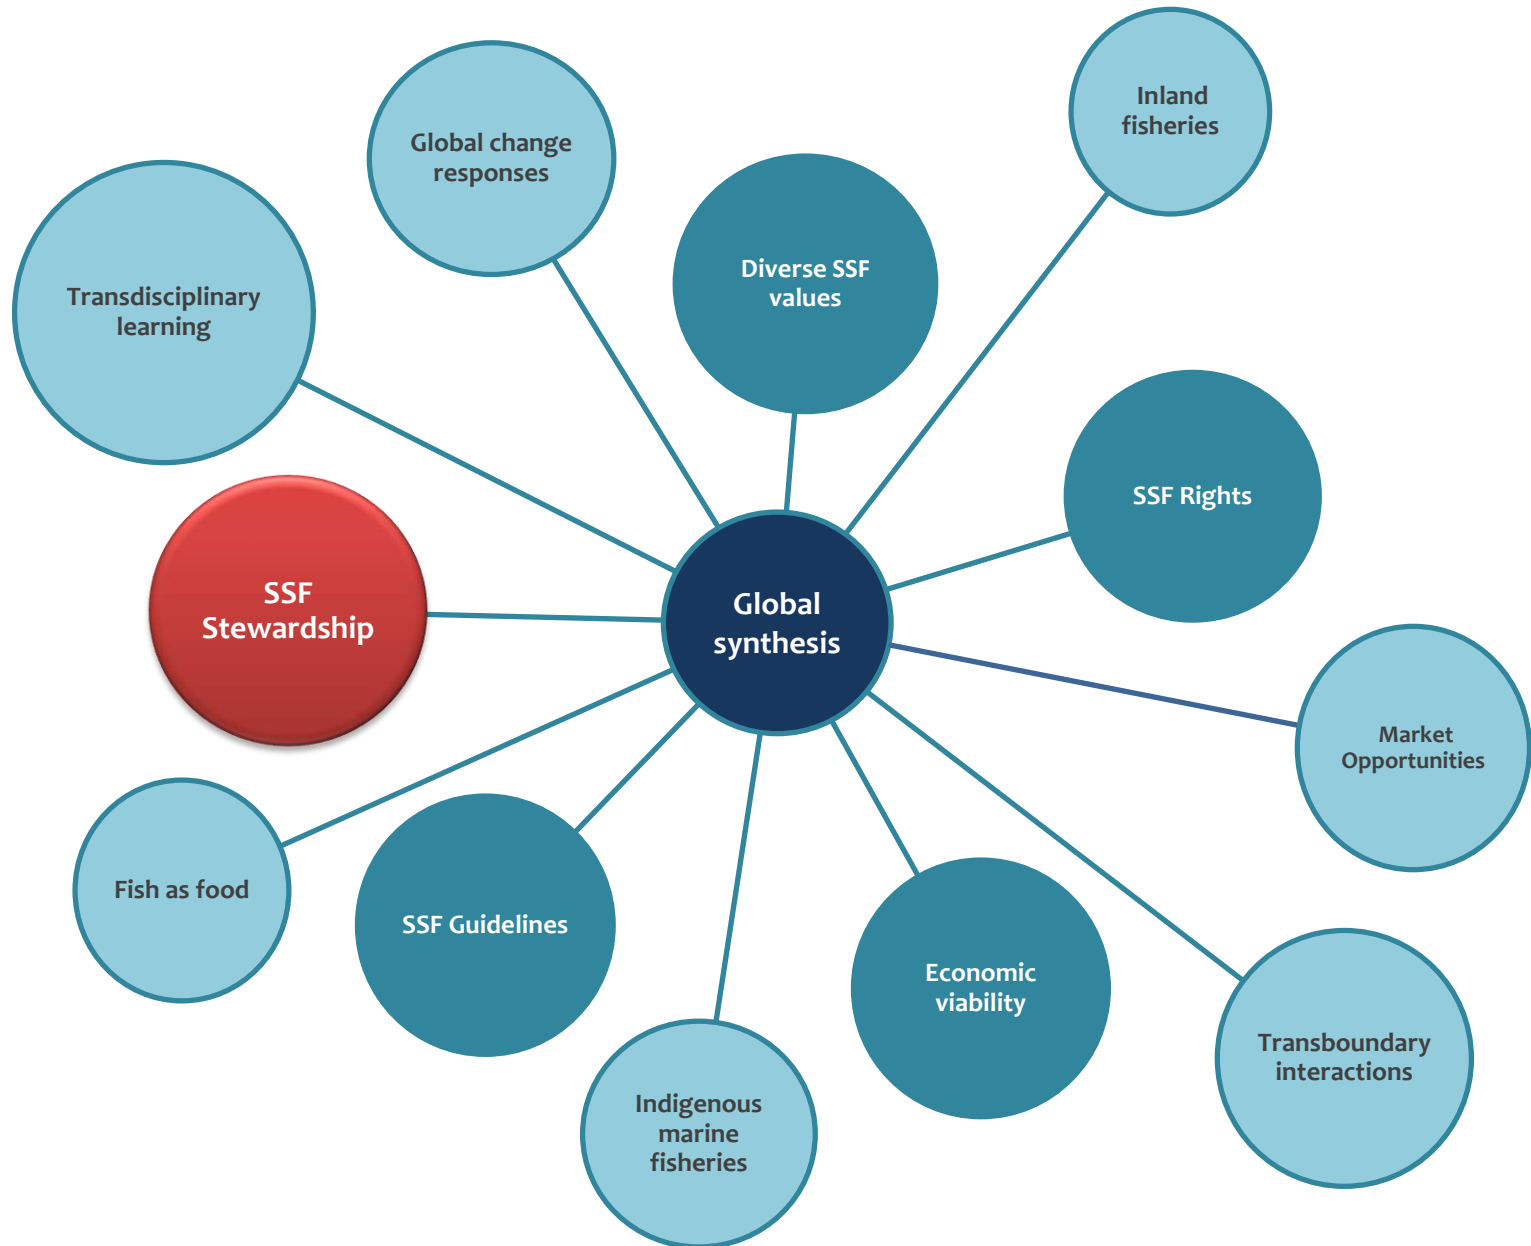 Inland
fisheries
Global change
responses
Diverse SSF
values
Transdisciplinary
learning
SSF Rights
SSF
Stewardship
Global
synthesis
Market
Opportunities
Fish as food
SSF Guidelines
Economic
viability
Transboundary
interactions
Indigenous
marine
fisheries